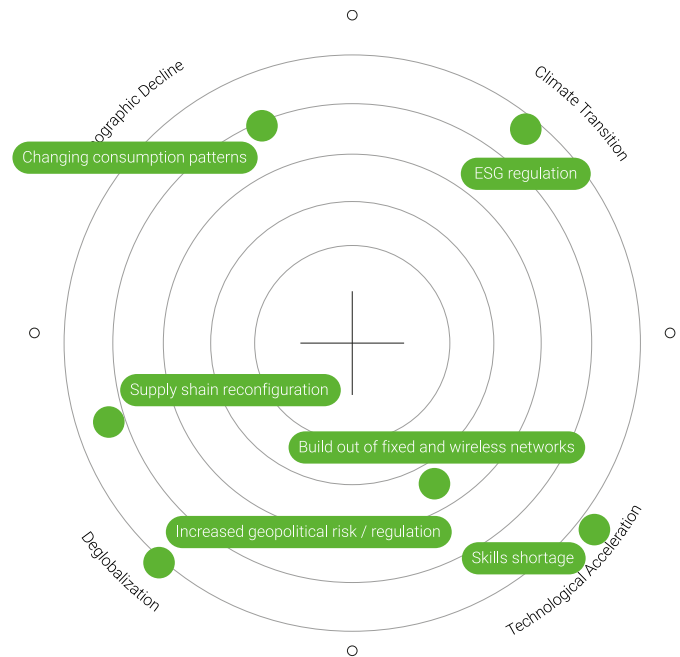 Climate Transition
ographic Decline
Changing consumption patterns
ESG regulation
Supply chain reconfiguration
Build out of fixed and wireless networks
Increased geopolitical risk / regulation
Skills shortage
Deglobalization
Technological Acceleration